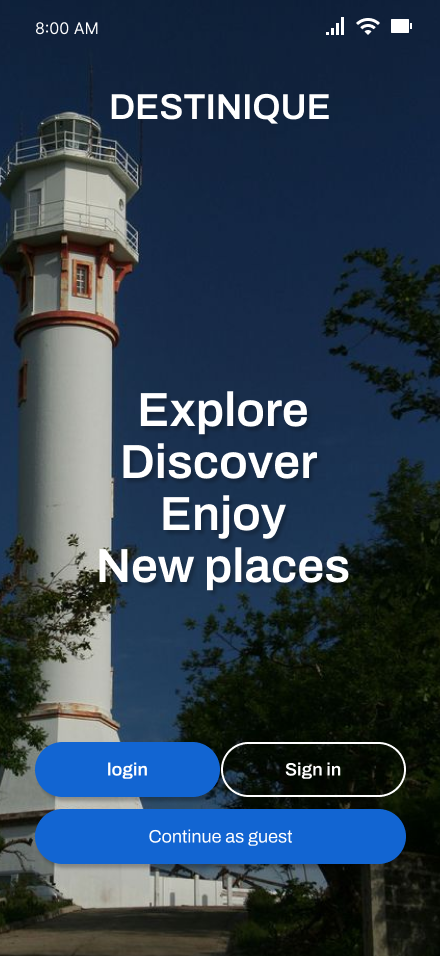 8:00 AM
DESTINIQUE
Explore
Discover
Enjoy
New places
login
Sign in
Continue as guest